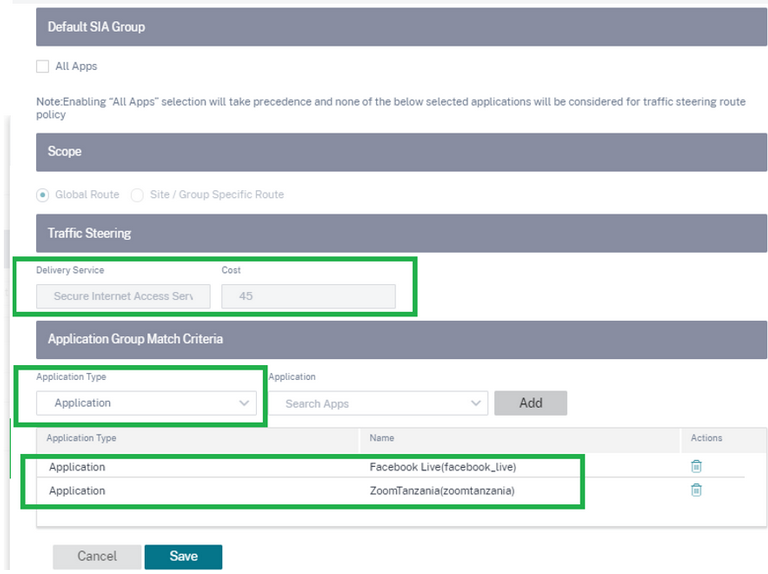 Default SIA Group
All Apps
Note:Enabling "All Apps" selection will take precedence and none of the below selected applications will be considered for traffic steering route
policy
Scope
Global Route Site / Group Specific Route
Traffic Steering
Delivery Service Cost
Secure Internet Access Serv 45
Application Group Match Criteria
Application Type Application
Application Search Apps Add
Application Type Name Actions
Application Facebook Live(facebook_live)
Application ZoomTanzania(zoomtanzania)
Cancel Save